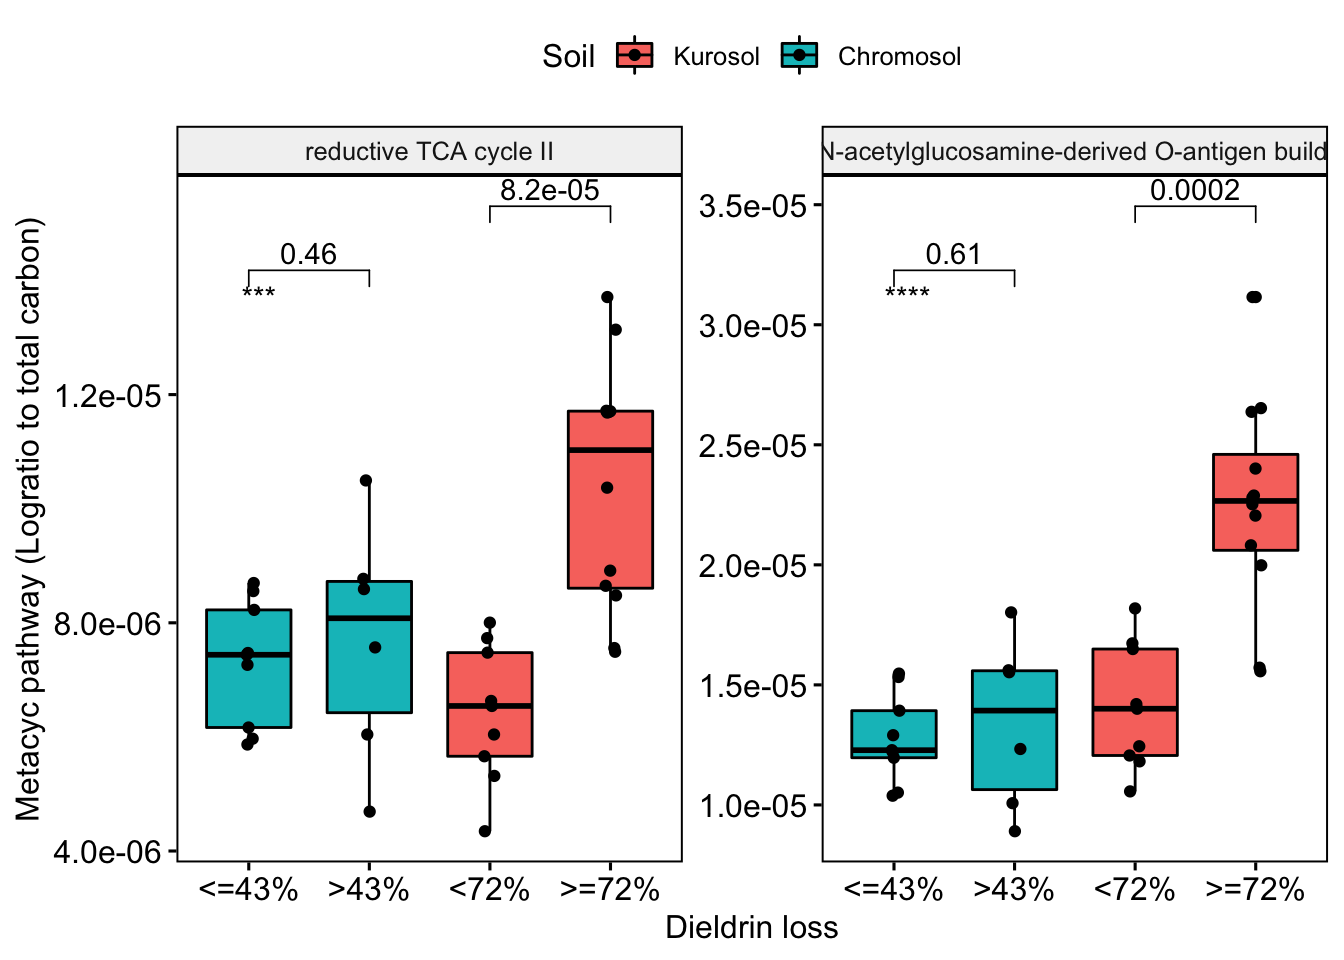 Soil Kurosol Chromosol
reductive TCA cycle II
N-acetylglucosamine-derived O-antigen build
Metacyc pathway (Logratio to total carbon)
8.2e-05
0.46
***
1.2e-05
8.0e-06
4.0e-06
<=43% >43% <72% >=72%
0.0002
0.61
****
3.5e-05
3.0e-05
2.5e-05
2.0e-05
1.5e-05
1.0e-05
<=43% >43% <72% >=72%
Dieldrin loss